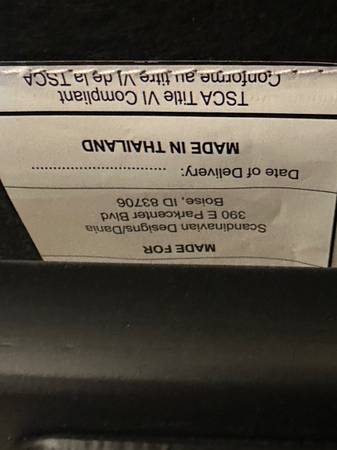 MADE FOR
Scandinavian Designs/Dania
390 E Parkcenter Blvd
Boise, ID 83706
Date of Delivery: ................................
MADE IN THAILAND
TSCA Title VI Compliant
Conforme au titre VI de la TSCA